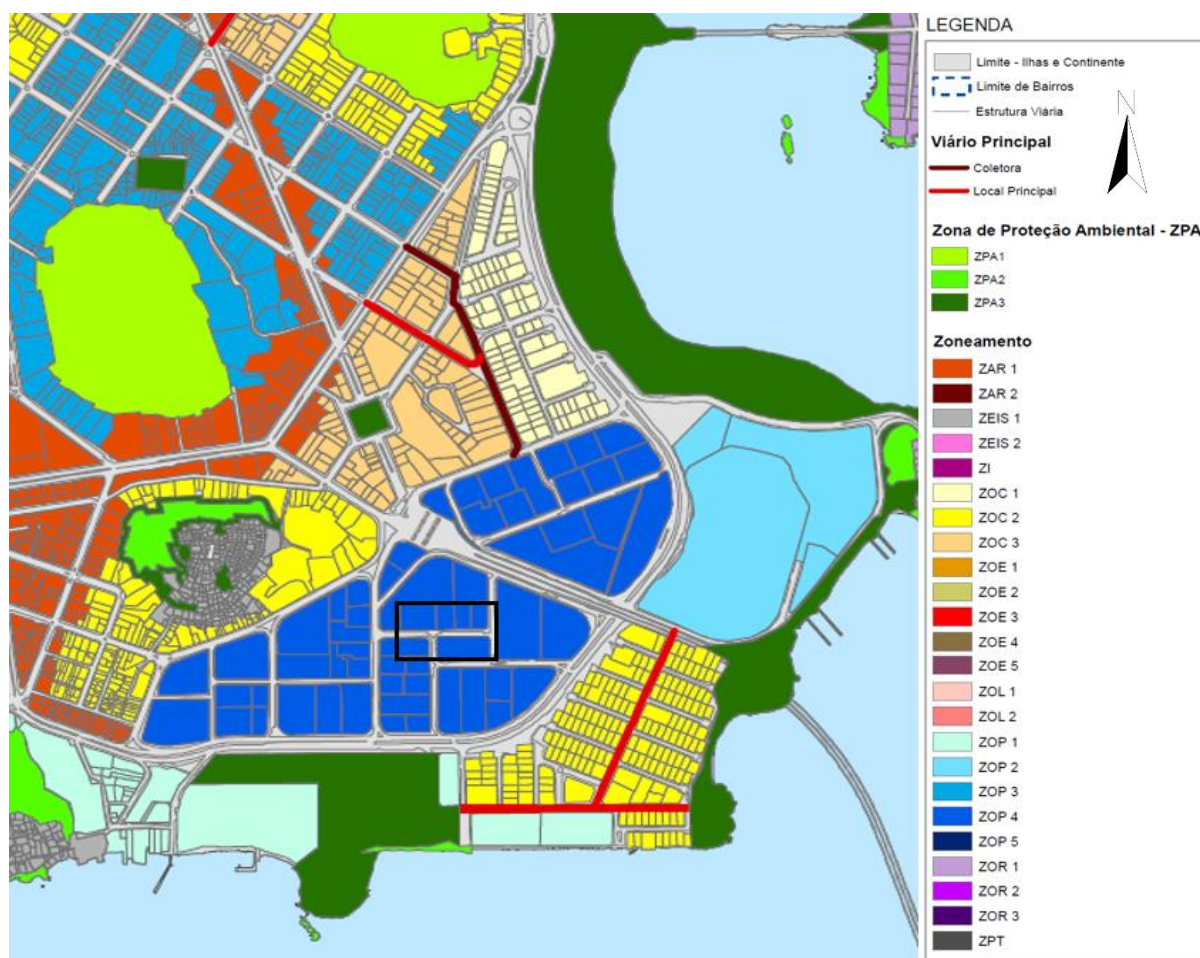 LEGENDA
Limite - Ilhas e Continente
Limite de Bairros
Estrutura Viária
N
Viário Principal
Coletora
Local Principal
Zona de Proteção Ambiental - ZPA
ZPA1
ZPA2
ZPA3
Zoneamento
ZAR 1
ZAR 2
ZEIS 1
ZEIS 2
ZI
ZOC 1
ZOC 2
ZOC 3
ZOE 1
ZOE 2
ZOE 3
ZOE 4
ZOE 5
ZOL 1
ZOL 2
ZOP 1
ZOP 2
ZOP 3
ZOP 4
ZOP 5
ZOR 1
ZOR 2
ZOR 3
ZPT